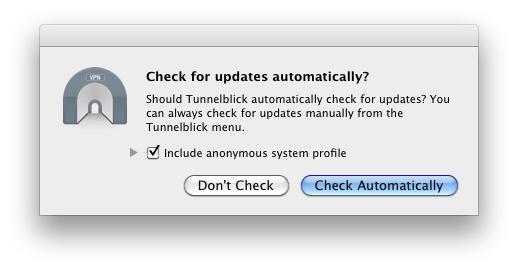 VPN
Check for updates automatically?
Should Tunnelblick automatically check for updates? You
can always check for updates manually from the
Tunnelblick menu.
Include anonymous system profile
Don't Check
Check Automatically